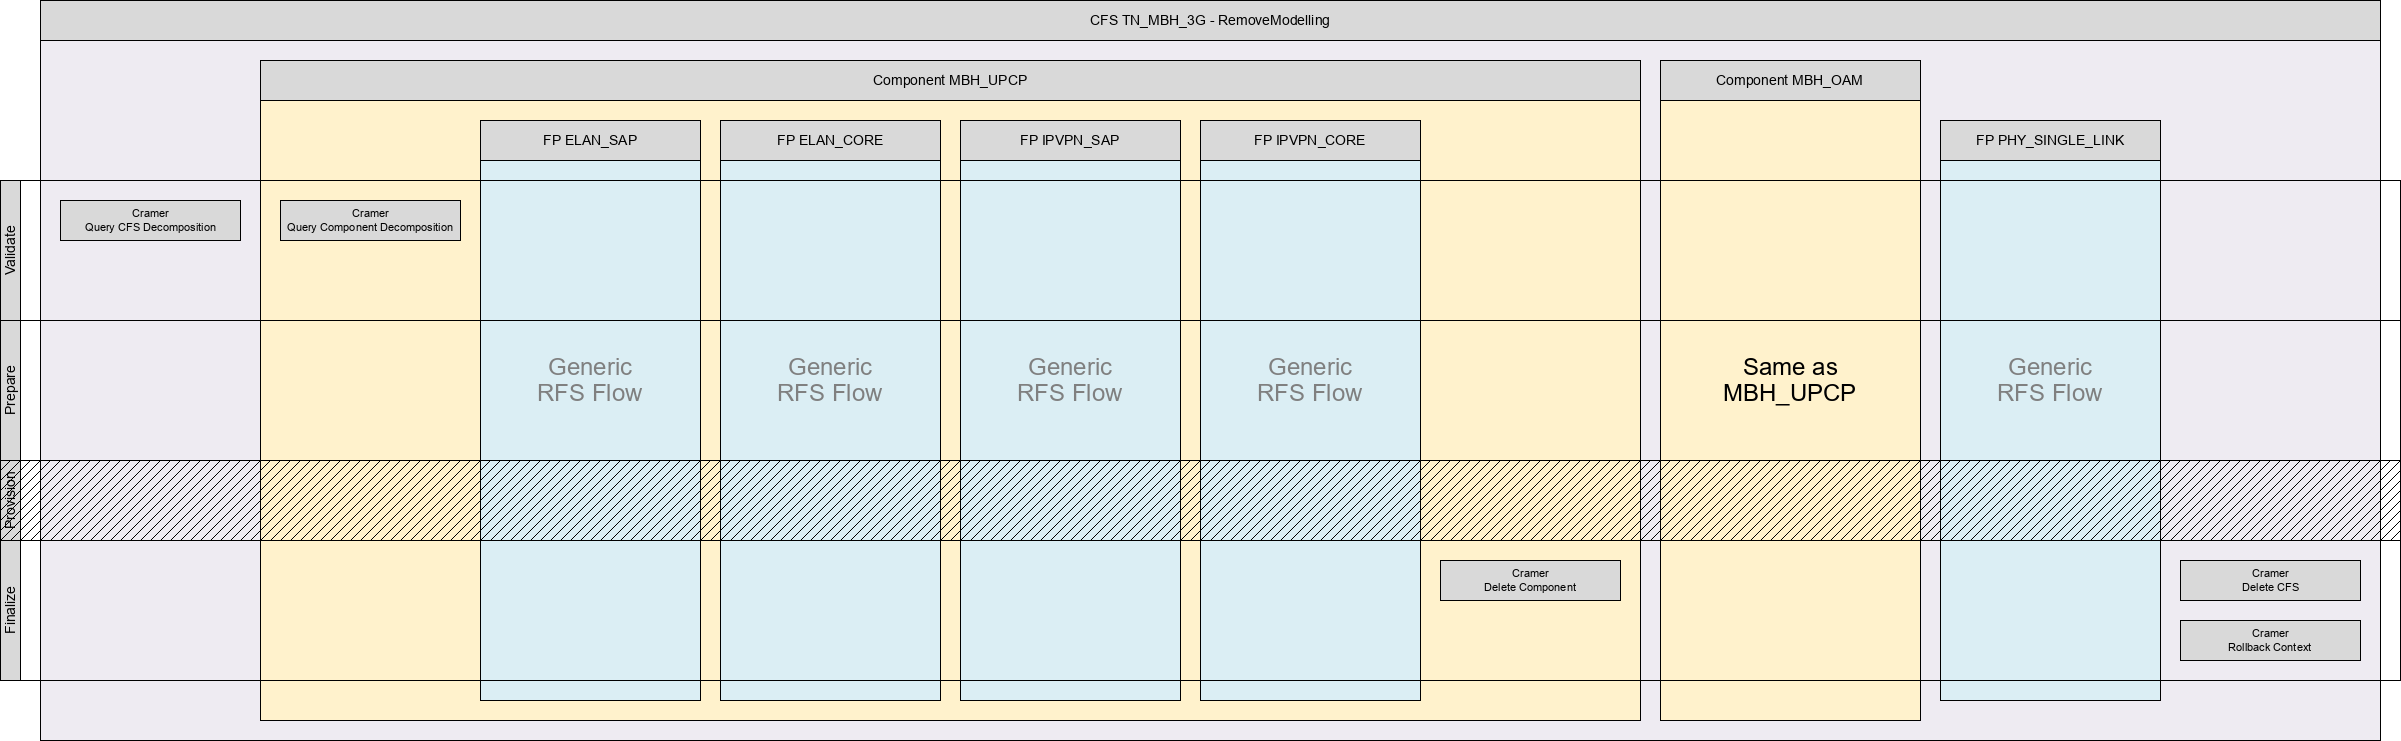 CFS TN_MBH_3G - RemoveModelling
Component MBH_UPCP
Component MBH_OAM
FP ELAN_SAP
FP ELAN_CORE
FP IPVPN_SAP
FP IPVPN_CORE
FP PHY_SINGLE_LINK
Validate
Cramer
Query CFS Decomposition
Cramer
Query Component Decomposition
Prepare
Generic
RFS Flow
Generic
RFS Flow
Generic
RFS Flow
Generic
RFS Flow
Same as
MBH_UPCP
Generic
RFS Flow
Provision
Finalize
Cramer
Delete Component
Cramer
Delete CFS
Cramer
Rollback Context